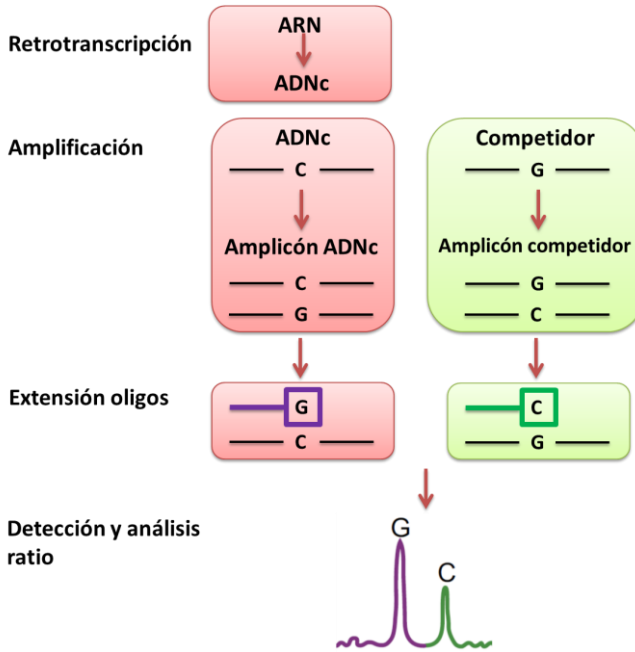 Retrotranscripción
ARN
ADNc
Amplificación
ADNc
C
Amplicón ADNc
C
G
Competidor
G
Amplicón competidor
G
C
Extensión oligos
G
C
C
G
Detección y análisis
ratio
G
C